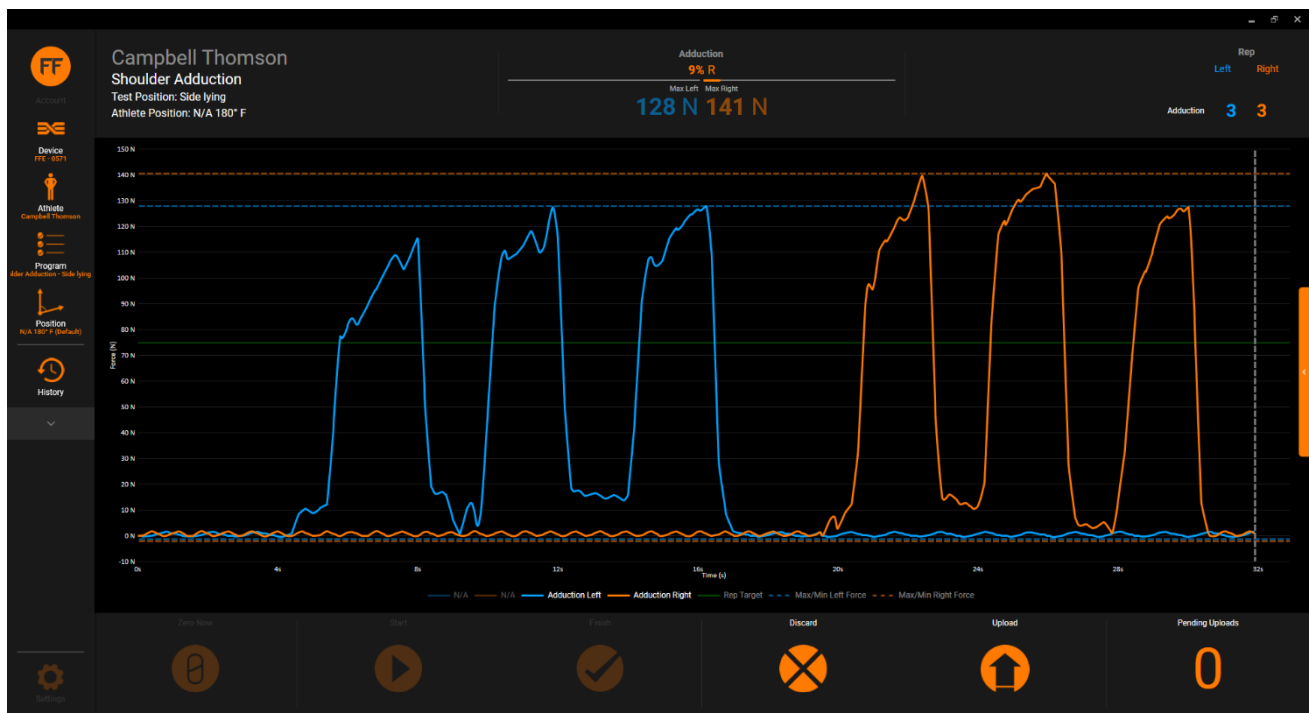 FF
Account
Device
FFE - 0571
Athlete
Campbell Thomson
Program
lder Adduction - Side lying
Position
N/A 180° F (Default)
History
Settings
Campbell Thomson
Shoulder Adduction
Test Position: Side lying
Athlete Position: N/A 180° F
Adduction
9% R
Max Left Max Right
128 N 141 N
Rep
Left Right
Adduction 3 3
Force (N)
150 N
140 N
130 N
120 N
110 N
100 N
90 N
80 N
70 N
60 N
50 N
40 N
30 N
20 N
10 N
0 N
-10 N
0s 4s 8s 12s 16s 20s 24s 28s 32s
Time (s)
N/A N/A Adduction Left Adduction Right Rep Target Max/Min Left Force Max/Min Right Force
Zero Now Start Finish Discard Upload Pending Uploads
0